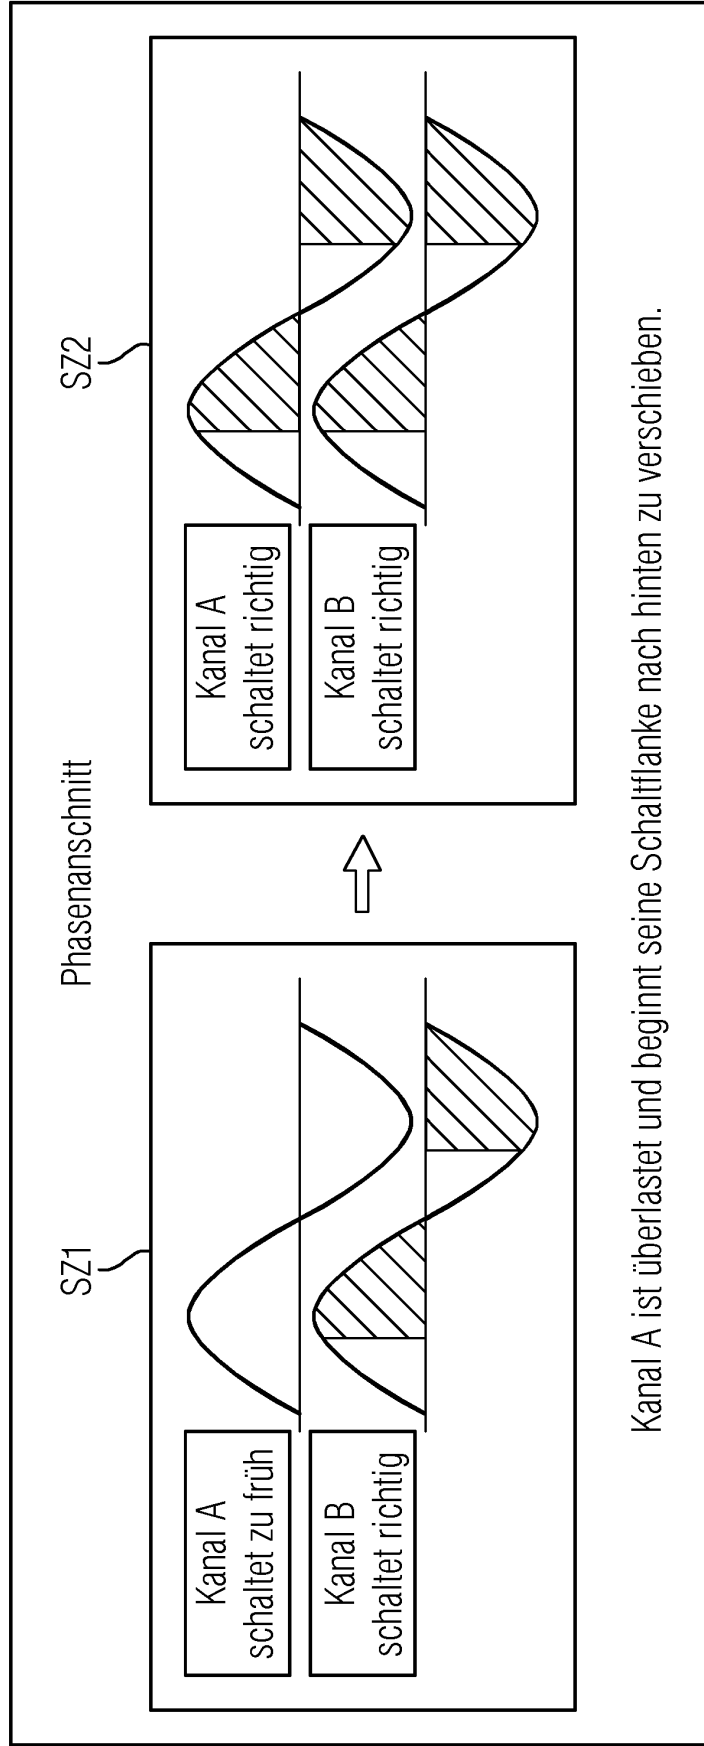 Phasenanschnitt
SZ1
Kanal A
schaltet zu früh
Kanal B
schaltet richtig
SZ2
Kanal A
schaltet richtig
Kanal B
schaltet richtig
Kanal A ist überlastet und beginnt seine Schaltflanke nach hinten zu verschieben.